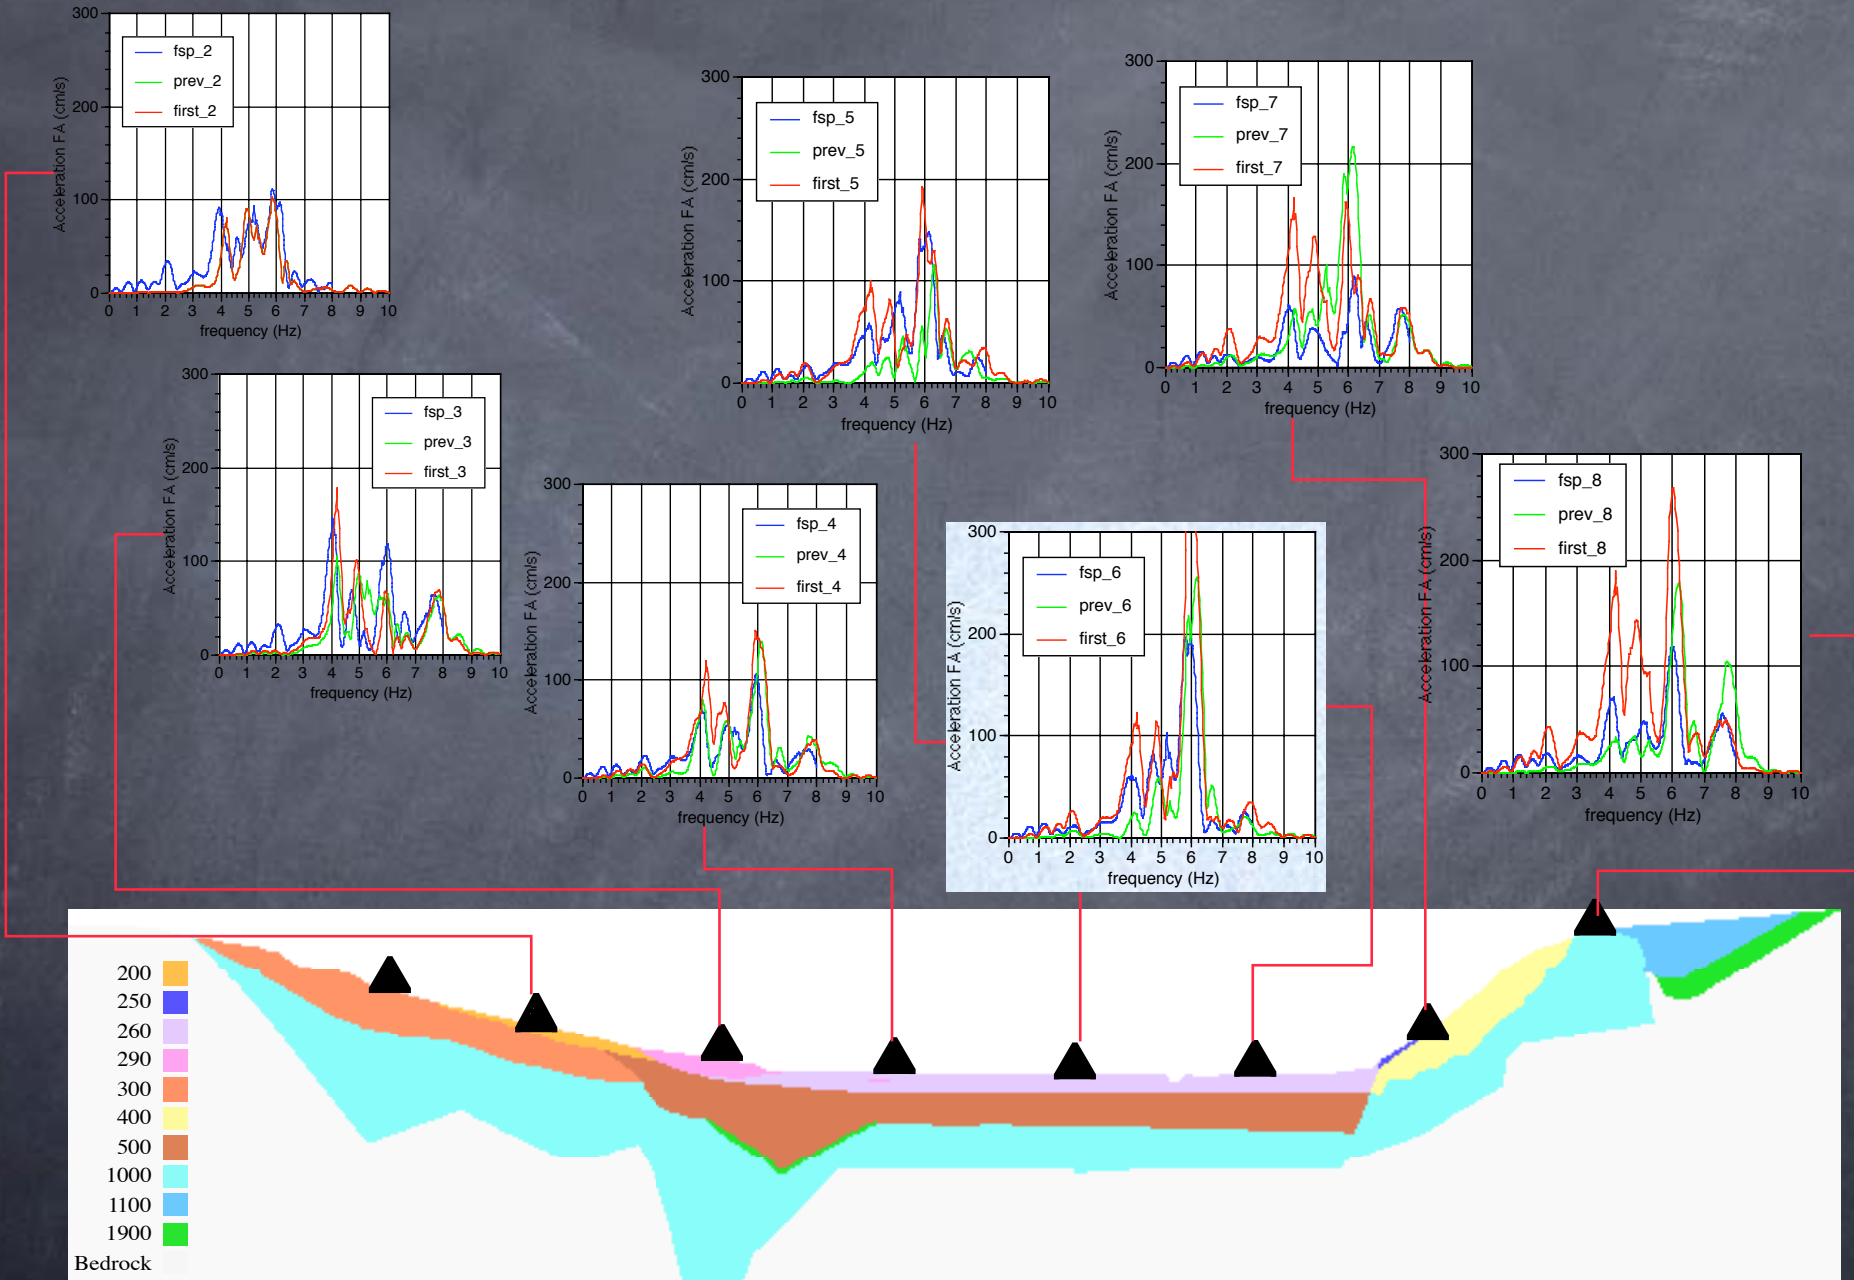 300
200
100
0
Acceleration FA (cm/s)
fsp_2
prev_2
first_2
0 1 2 3 4 5 6 7 8 9 10
frequency (Hz)
300
200
100
0
Acceleration FA (cm/s)
fsp_3
prev_3
first_3
0 1 2 3 4 5 6 7 8 9 10
frequency (Hz)
300
200
100
0
Acceleration FA (cm/s)
fsp_4
prev_4
first_4
0 1 2 3 4 5 6 7 8 9 10
frequency (Hz)
300
200
100
0
Acceleration FA (cm/s)
fsp_5
prev_5
first_5
0 1 2 3 4 5 6 7 8 9 10
frequency (Hz)
300
200
100
0
Acceleration FA (cm/s)
fsp_6
prev_6
first_6
0 1 2 3 4 5 6 7 8 9 10
frequency (Hz)
300
200
100
0
Acceleration FA (cm/s)
fsp_7
prev_7
first_7
0 1 2 3 4 5 6 7 8 9 10
frequency (Hz)
300
200
100
0
Acceleration FA (cm/s)
fsp_8
prev_8
first_8
0 1 2 3 4 5 6 7 8 9 10
frequency (Hz)
200
250
260
290
300
400
500
1000
1100
1900
Bedrock